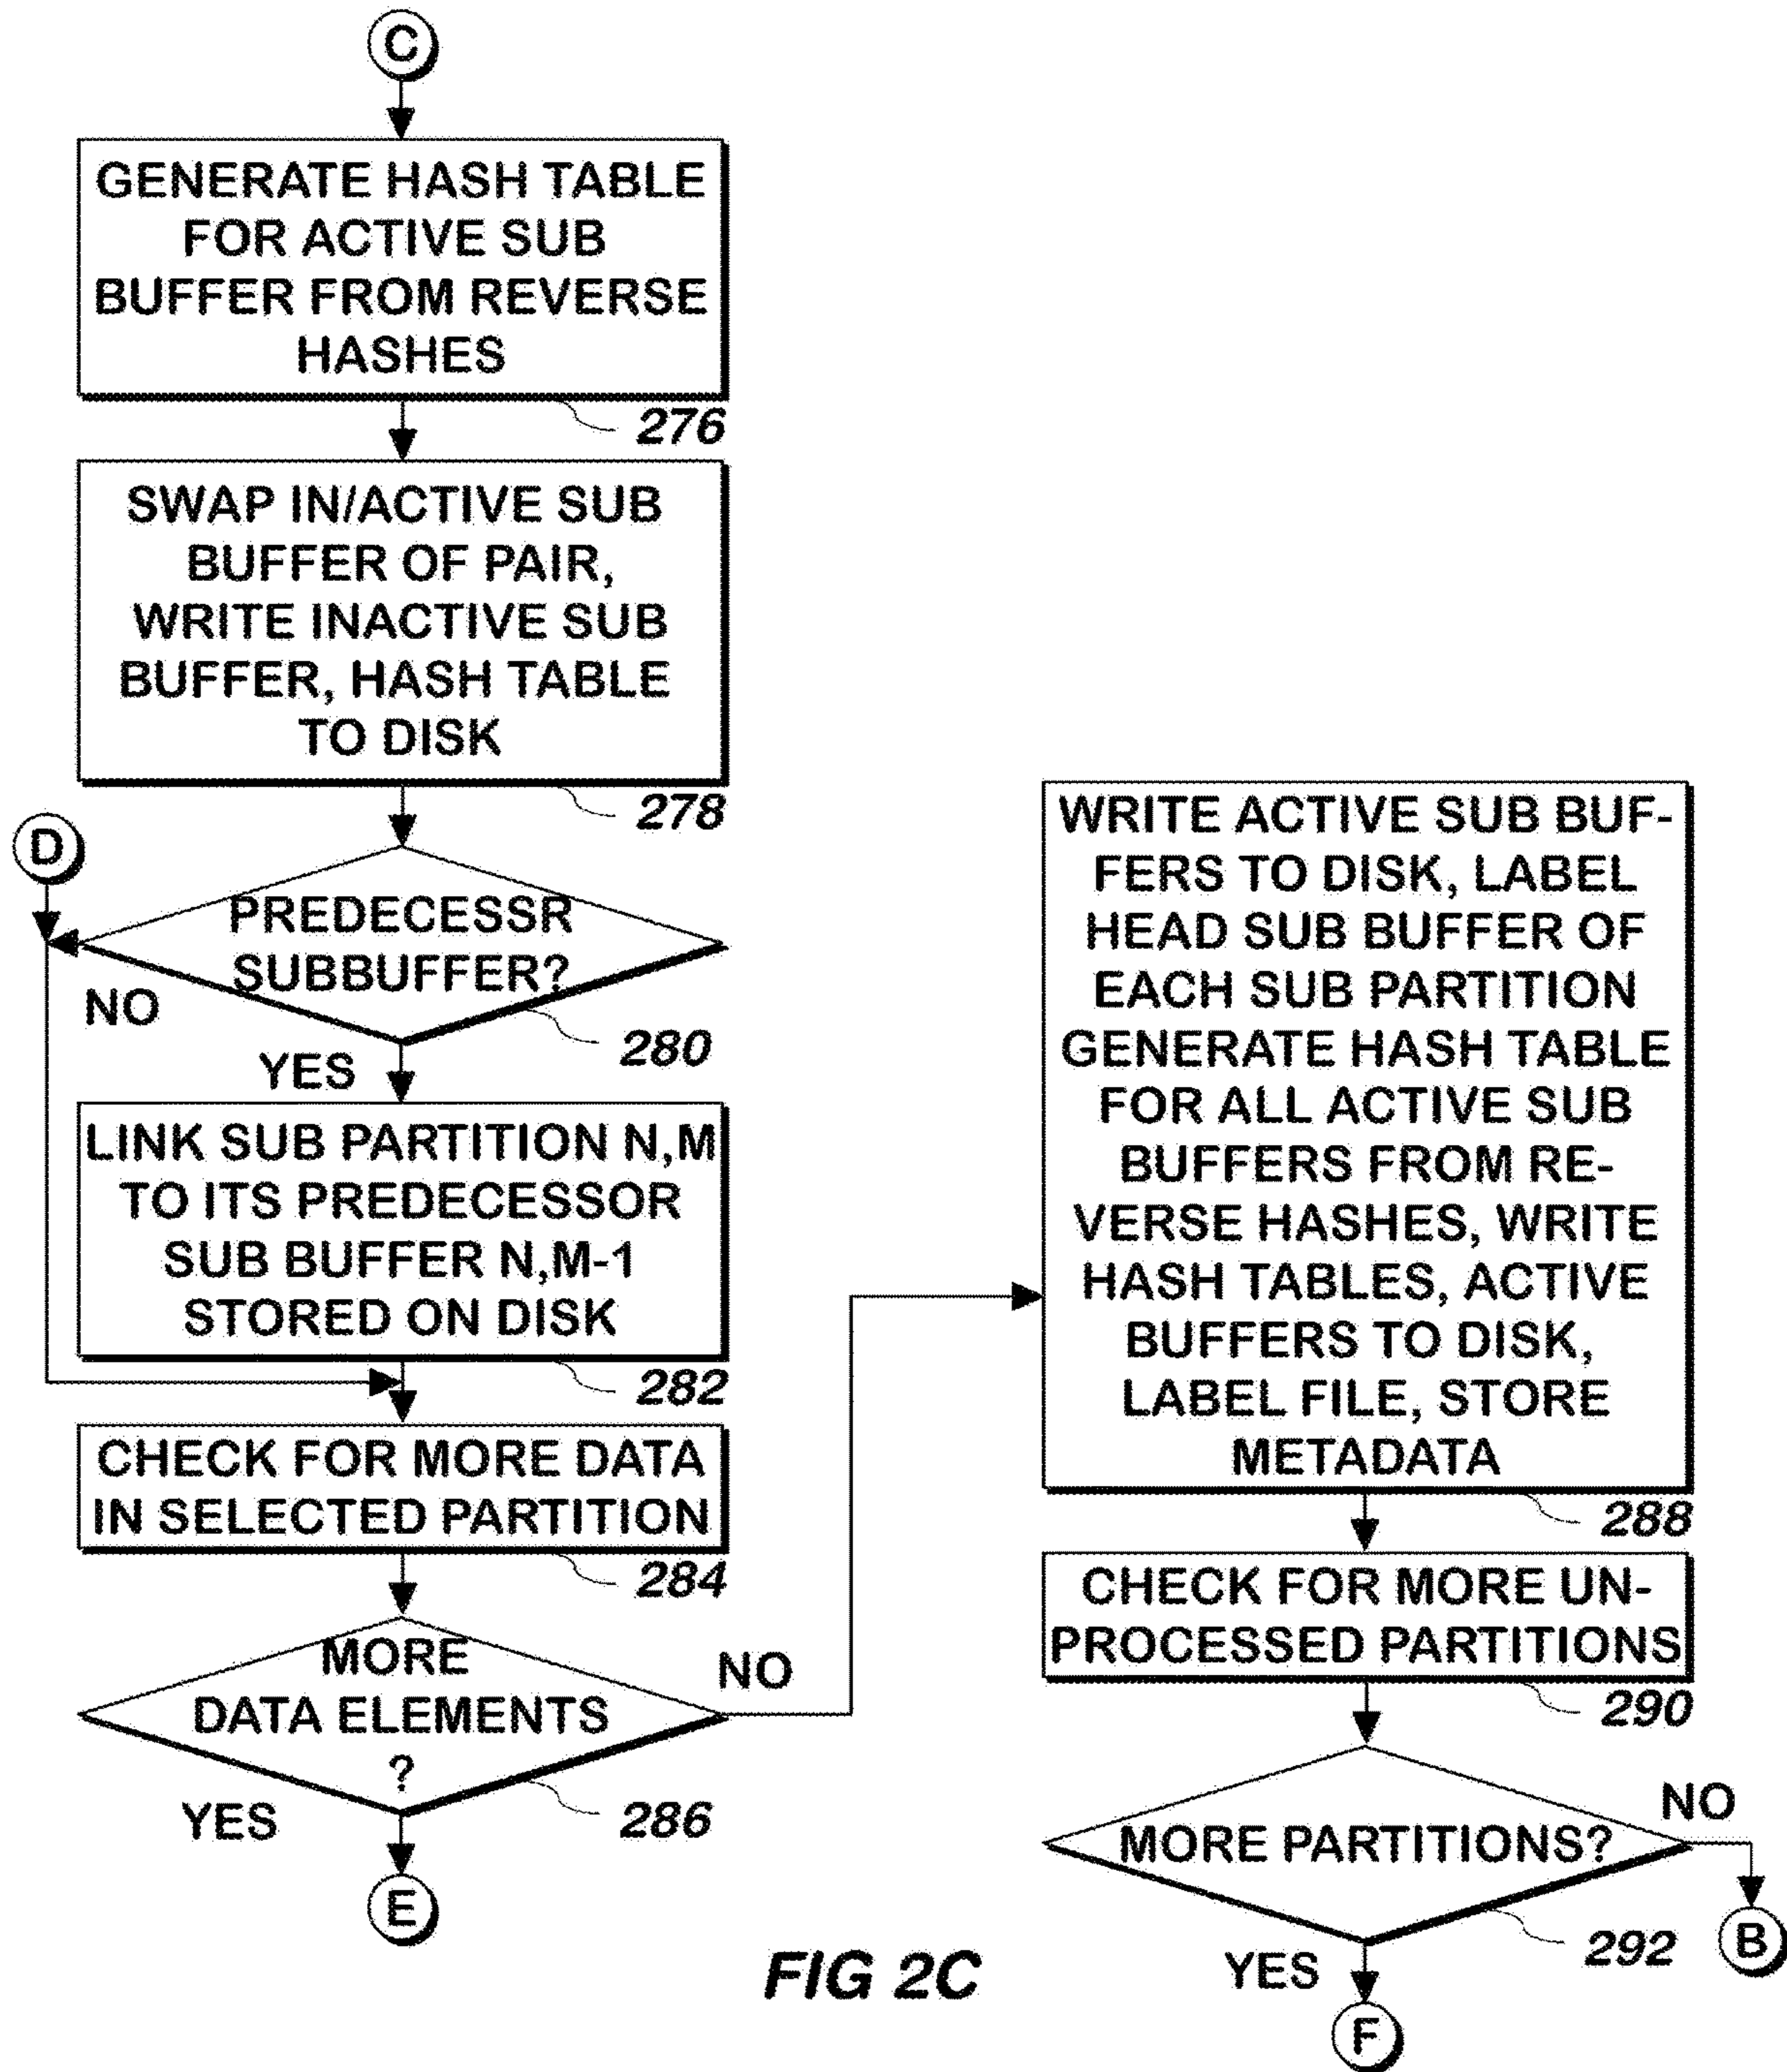 C
GENERATE HASH TABLE
FOR ACTIVE SUB
BUFFER FROM REVERSE
HASHES
276
SWAP IN/ACTIVE SUB
BUFFER OF PAIR,
WRITE INACTIVE SUB
BUFFER, HASH TABLE
TO DISK
278
D
PREDECESSR
SUBBUFFER?
NO
280
YES
LINK SUB PARTITION N,M
TO ITS PREDECESSOR
SUB BUFFER N,M-1
STORED ON DISK
282
CHECK FOR MORE DATA
IN SELECTED PARTITION
284
MORE
DATA ELEMENTS
?
NO
YES
286
E
WRITE ACTIVE SUB BUF-
FERS TO DISK, LABEL
HEAD SUB BUFFER OF
EACH SUB PARTITION
GENERATE HASH TABLE
FOR ALL ACTIVE SUB
BUFFERS FROM RE-
VERSE HASHES, WRITE
HASH TABLES, ACTIVE
BUFFERS TO DISK,
LABEL FILE, STORE
METADATA
288
CHECK FOR MORE UN-
PROCESSED PARTITIONS
290
MORE PARTITIONS?
NO
292
B
YES
F
FIG 2C